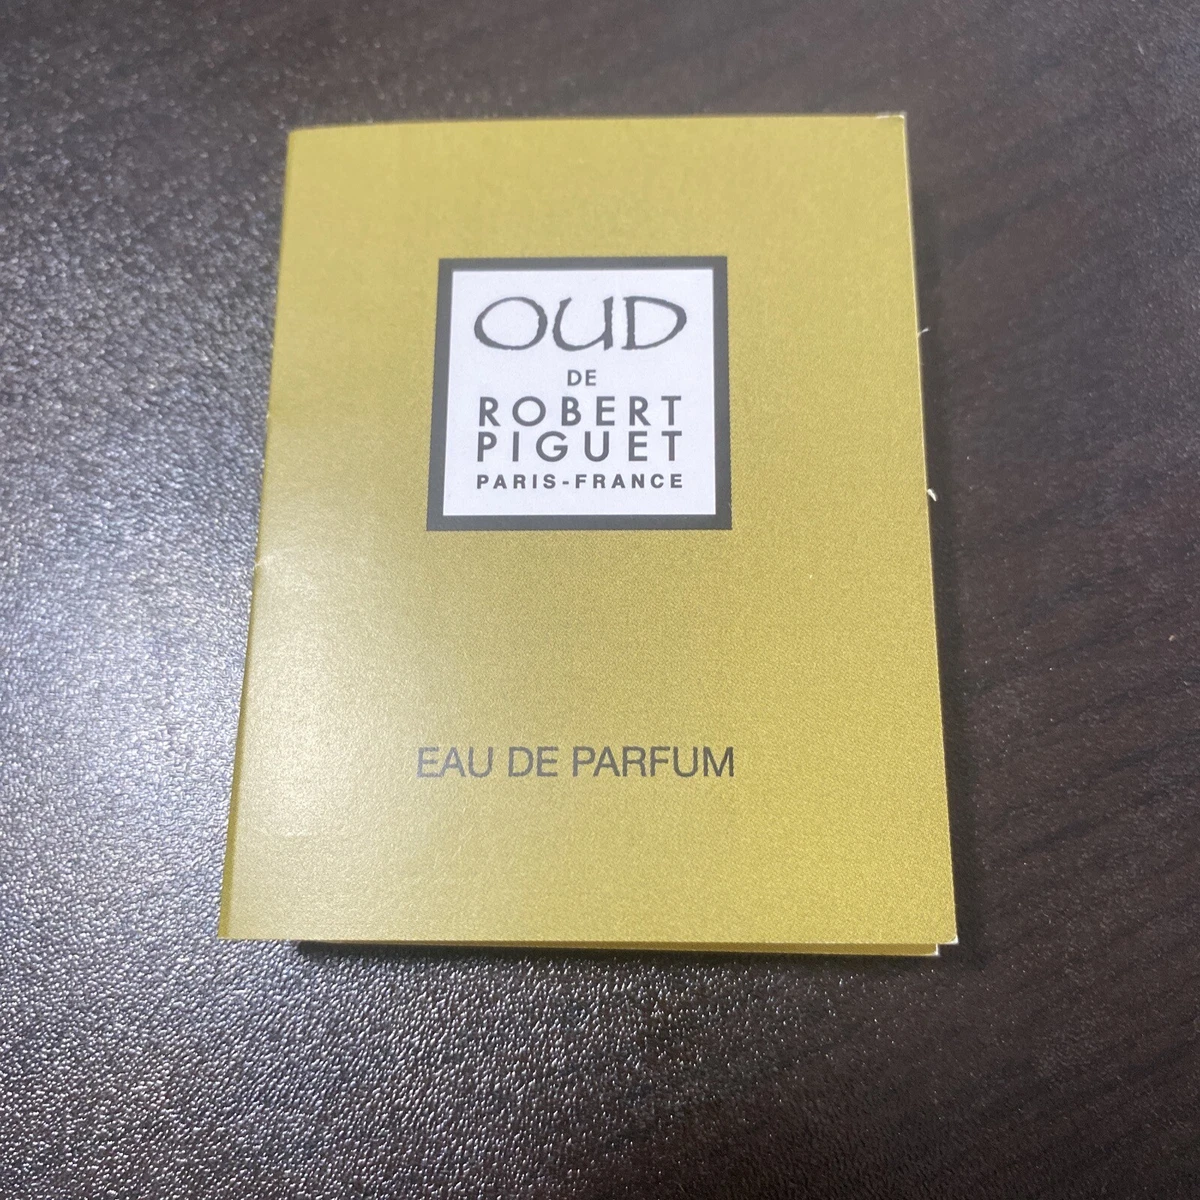 OUD
DE
ROBERT
PIGUET
PARIS-FRANCE
EAU DE PARFUM